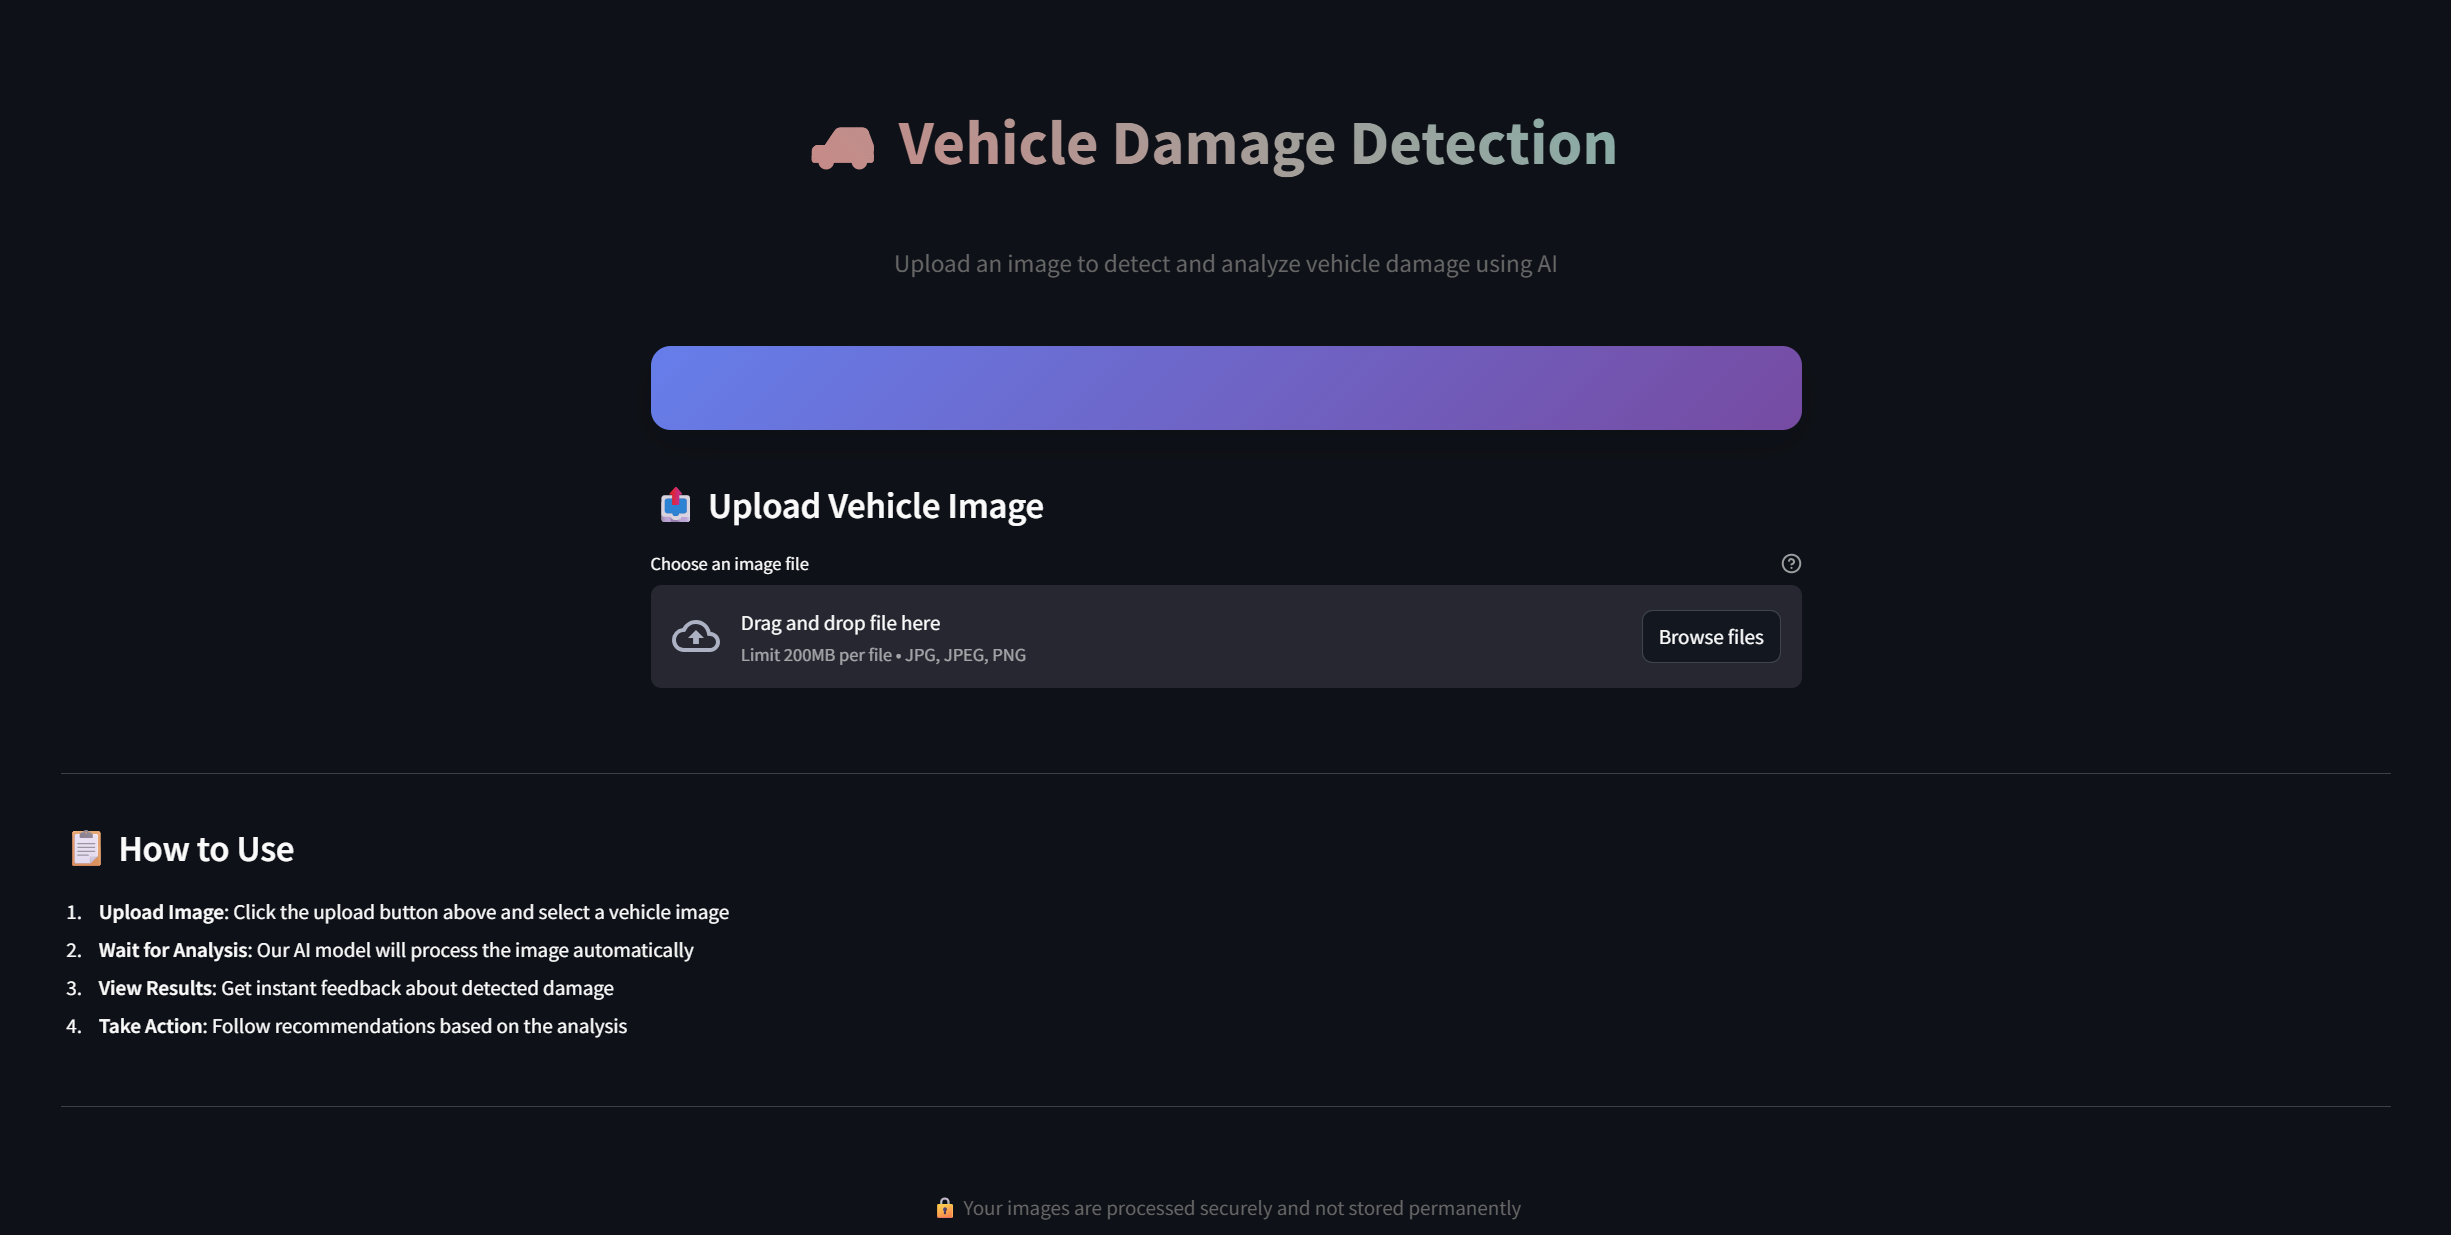 Vehicle Damage Detection
Upload an image to detect and analyze vehicle damage using AI
Upload Vehicle Image
Choose an image file
Drag and drop file here
Limit 200MB per file • JPG, JPEG, PNG
Browse files
How to Use
1. Upload Image: Click the upload button above and select a vehicle image
2. Wait for Analysis: Our AI model will process the image automatically
3. View Results: Get instant feedback about detected damage
4. Take Action: Follow recommendations based on the analysis
Your images are processed securely and not stored permanently